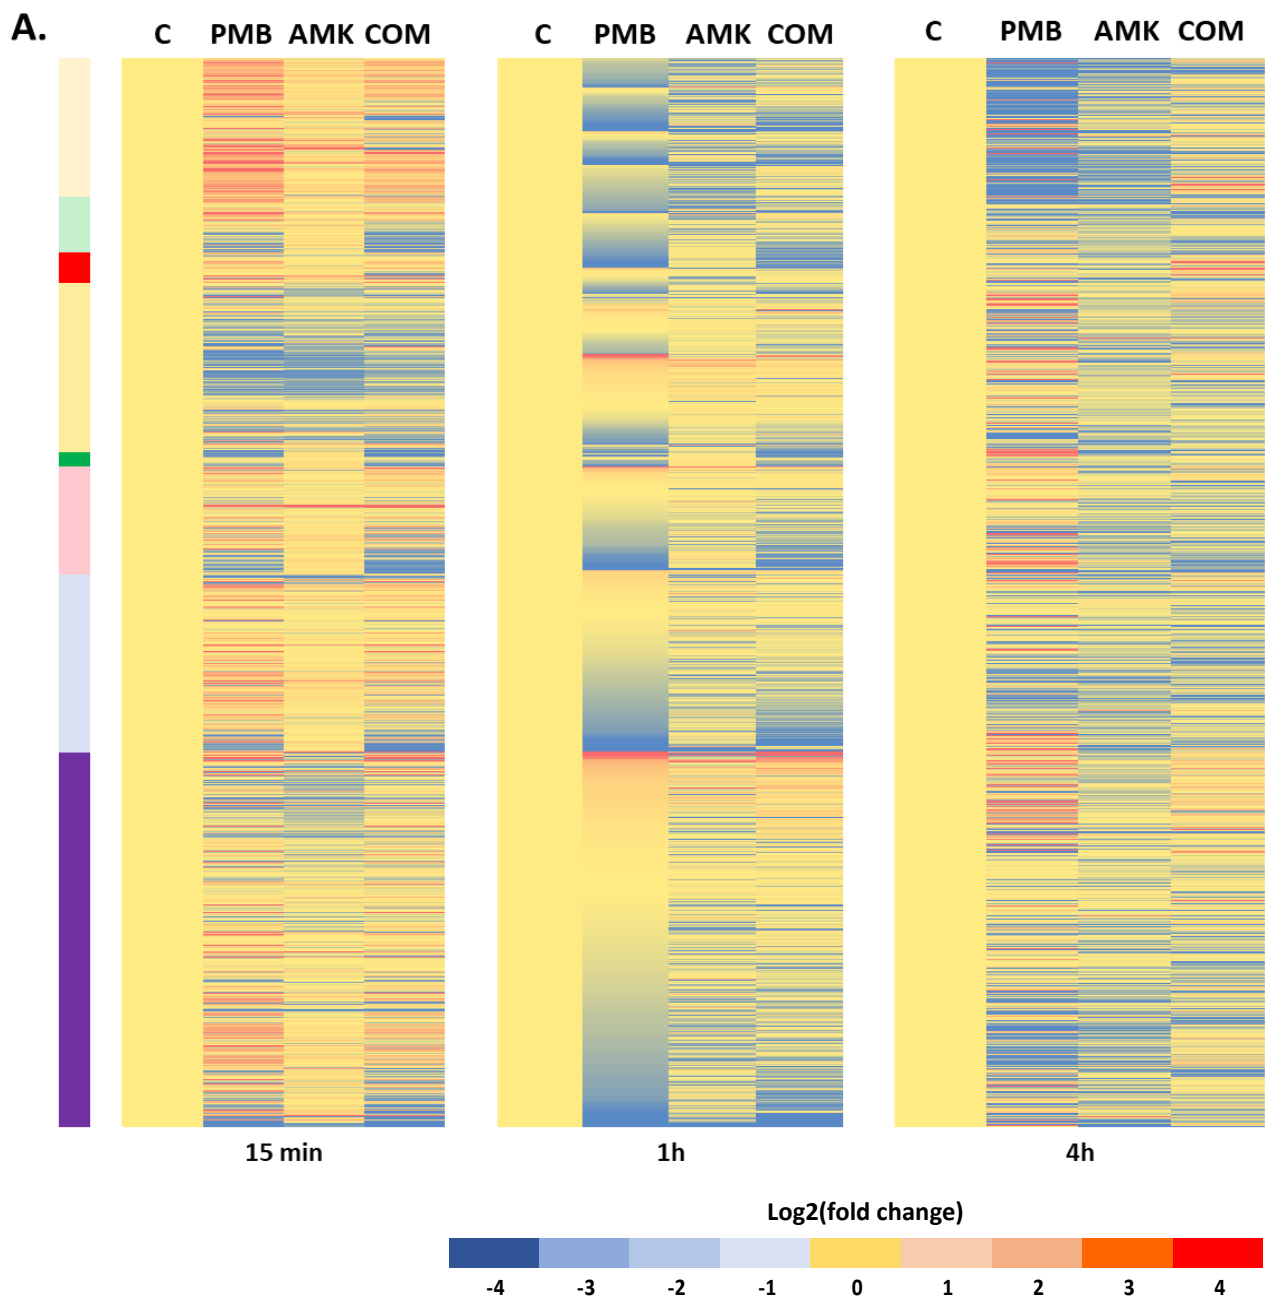 A.
C PMB AMK COM C PMB AMK COM C PMB AMK COM
15 min 1h 4h
Log2(fold change)
-4 -3 -2 -1 0 1 2 3 4